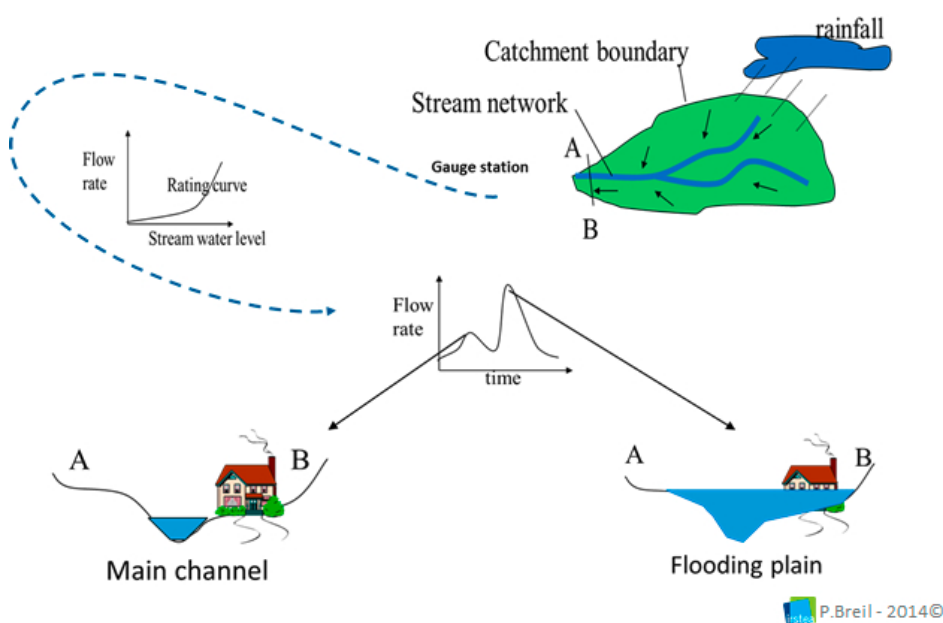 rainfall
Catchment boundary
Stream network
A
Gauge station
B
Flow
rate
Rating curve
Stream water level
Flow
rate
time
A
B
Main channel
A
B
Flooding plain
irstea
P.Breil - 2014©